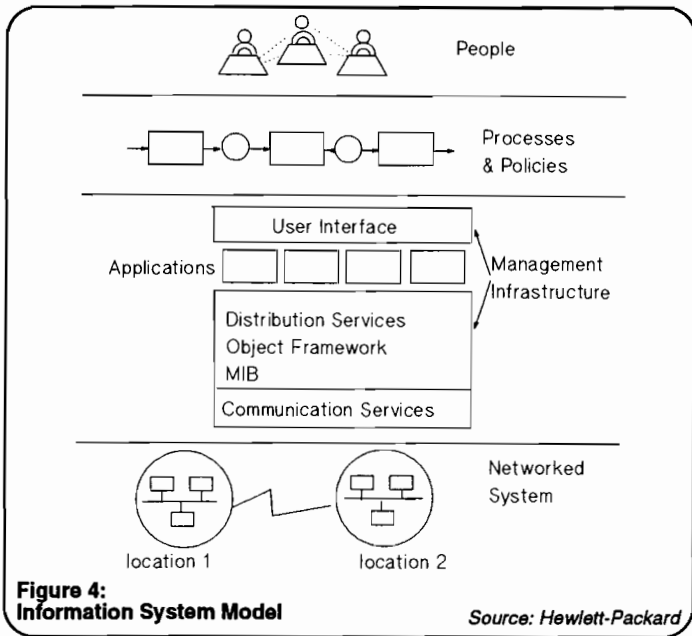 People
Processes
& Policies
User Interface
Applications
Management
Infrastructure
Distribution Services
Object Framework
MIB
Communication Services
Networked
System
location 1
location 2
Figure 4:
Information System Model
Source: Hewlett-Packard